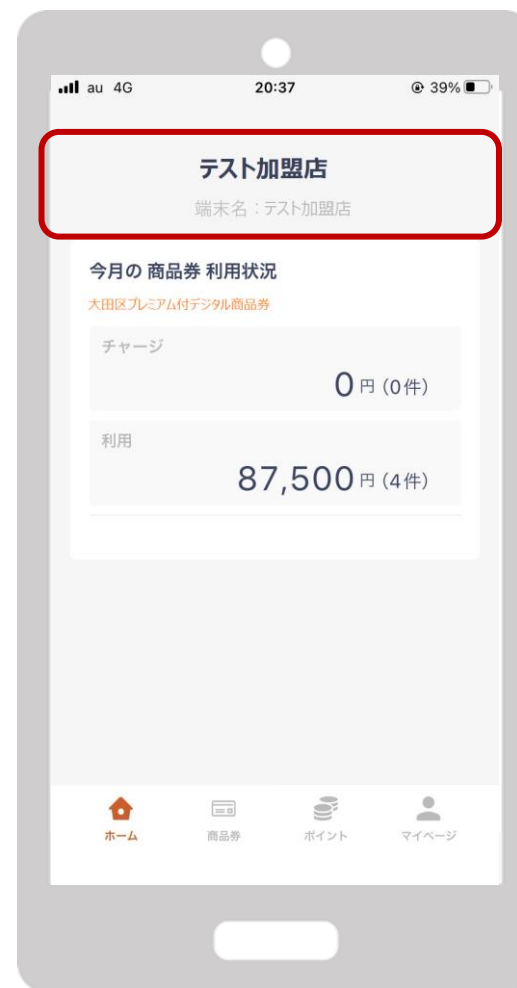 au 4G 20:37 39%
テスト加盟店
端末名：テスト加盟店
今月の 商品券 利用状況
大田区プレミアム付デジタル商品券
チャージ
0 円 (0件)
利用
87,500 円 (4件)
ホーム 商品券 ポイント マイページ